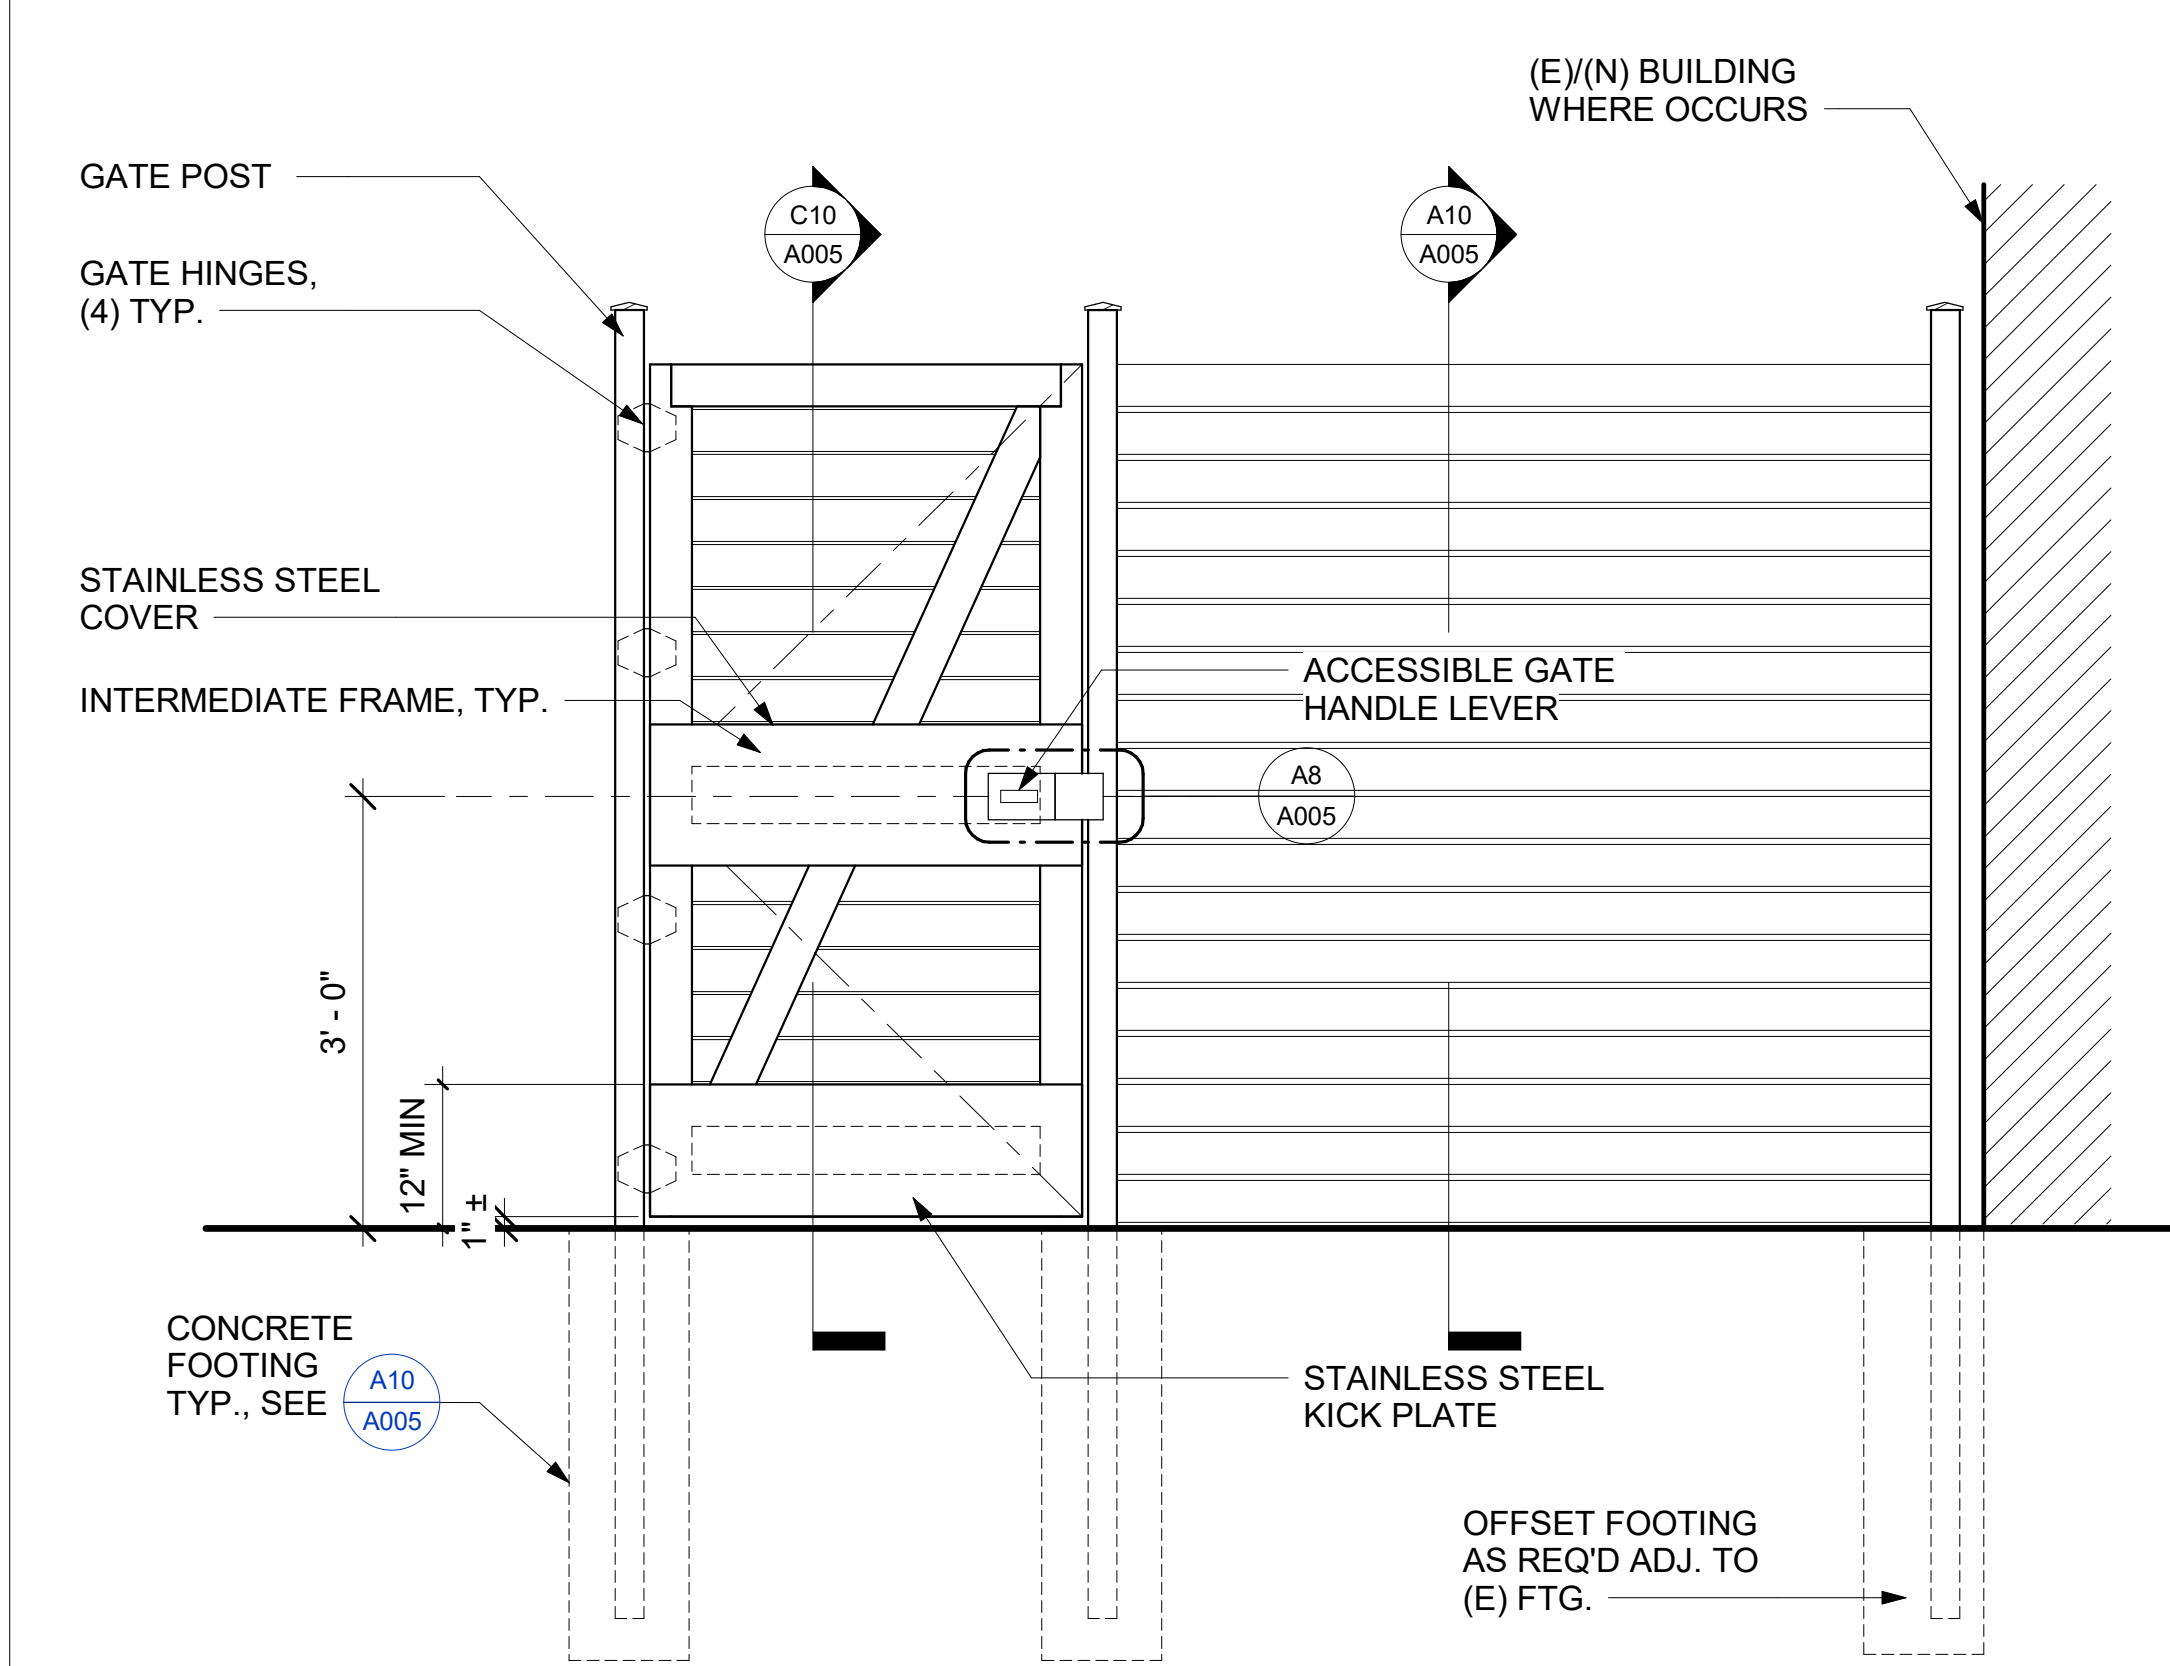 (E)/(N) BUILDING
WHERE OCCURS
GATE POST
C10
A005
A10
A005
GATE HINGES,
(4) TYP.
STAINLESS STEEL
COVER
INTERMEDIATE FRAME, TYP.
ACCESSIBLE GATE
HANDLE LEVER
A8
A005
3' - 0"
12" MIN
1" ±
CONCRETE
FOOTING
TYP., SEE
A10
A005
STAINLESS STEEL
KICK PLATE
OFFSET FOOTING
AS REQ'D ADJ. TO
(E) FTG.